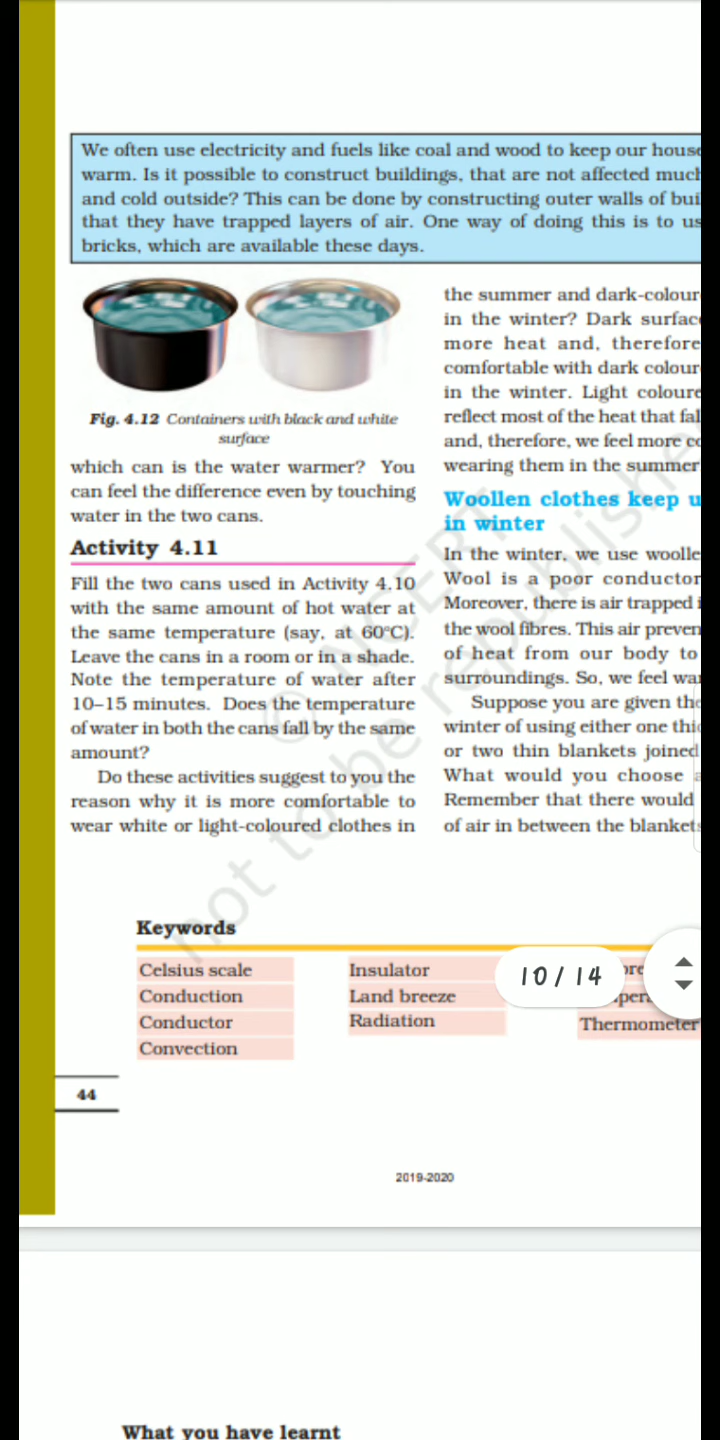 We often use electricity and fuels like coal and wood to keep our house
warm. Is it possible to construct buildings, that are not affected much
and cold outside? This can be done by constructing outer walls of bui
that they have trapped layers of air. One way of doing this is to us
bricks, which are available these days.
Fig. 4.12 Containers with black and white
surface
which can is the water warmer? You
can feel the difference even by touching
water in the two cans.
Activity 4.11
Fill the two cans used in Activity 4.10
with the same amount of hot water at
the same temperature (say, at 60°C).
Leave the cans in a room or in a shade.
Note the temperature of water after
10–15 minutes. Does the temperature
of water in both the cans fall by the same
amount?
Do these activities suggest to you the
reason why it is more comfortable to
wear white or light-coloured clothes in
the summer and dark-colour
in the winter? Dark surfac
more heat and, therefore
comfortable with dark colour
in the winter. Light coloure
reflect most of the heat that fal
and, therefore, we feel more co
wearing them in the summer
Woollen clothes keep u
in winter
In the winter, we use woolle
Wool is a poor conductor
Moreover, there is air trapped i
the wool fibres. This air preven
of heat from our body to
surroundings. So, we feel wa
Suppose you are given the
winter of using either one thi
or two thin blankets joined
What would you choose a
Remember that there would
of air in between the blankets
© NCERT
not to be republishe
Keywords
Celsius scale
Conduction
Conductor
Convection
Insulator
Land breeze
Radiation
Thermometer
10 / 14
44
2019-2020
What you have learnt